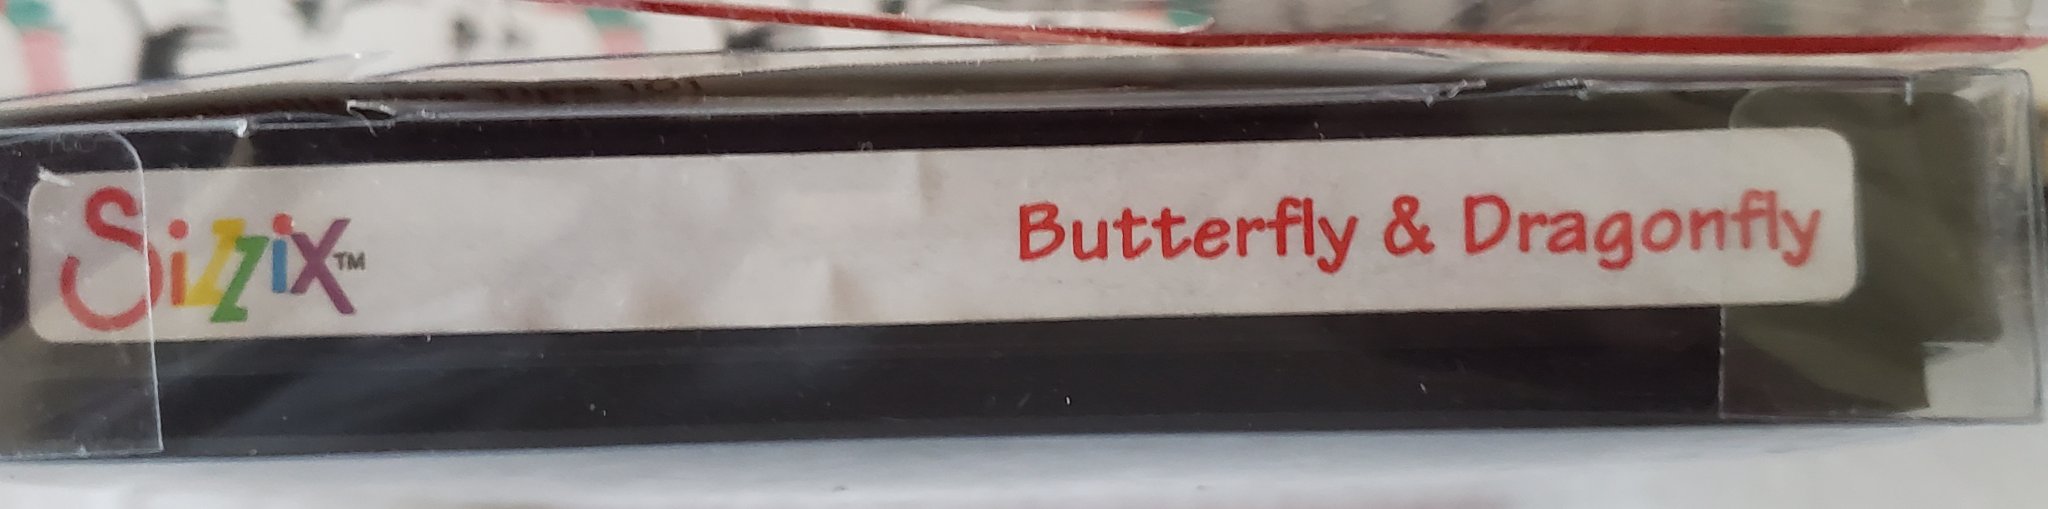 Sizzix™
Butterfly & Dragonfly